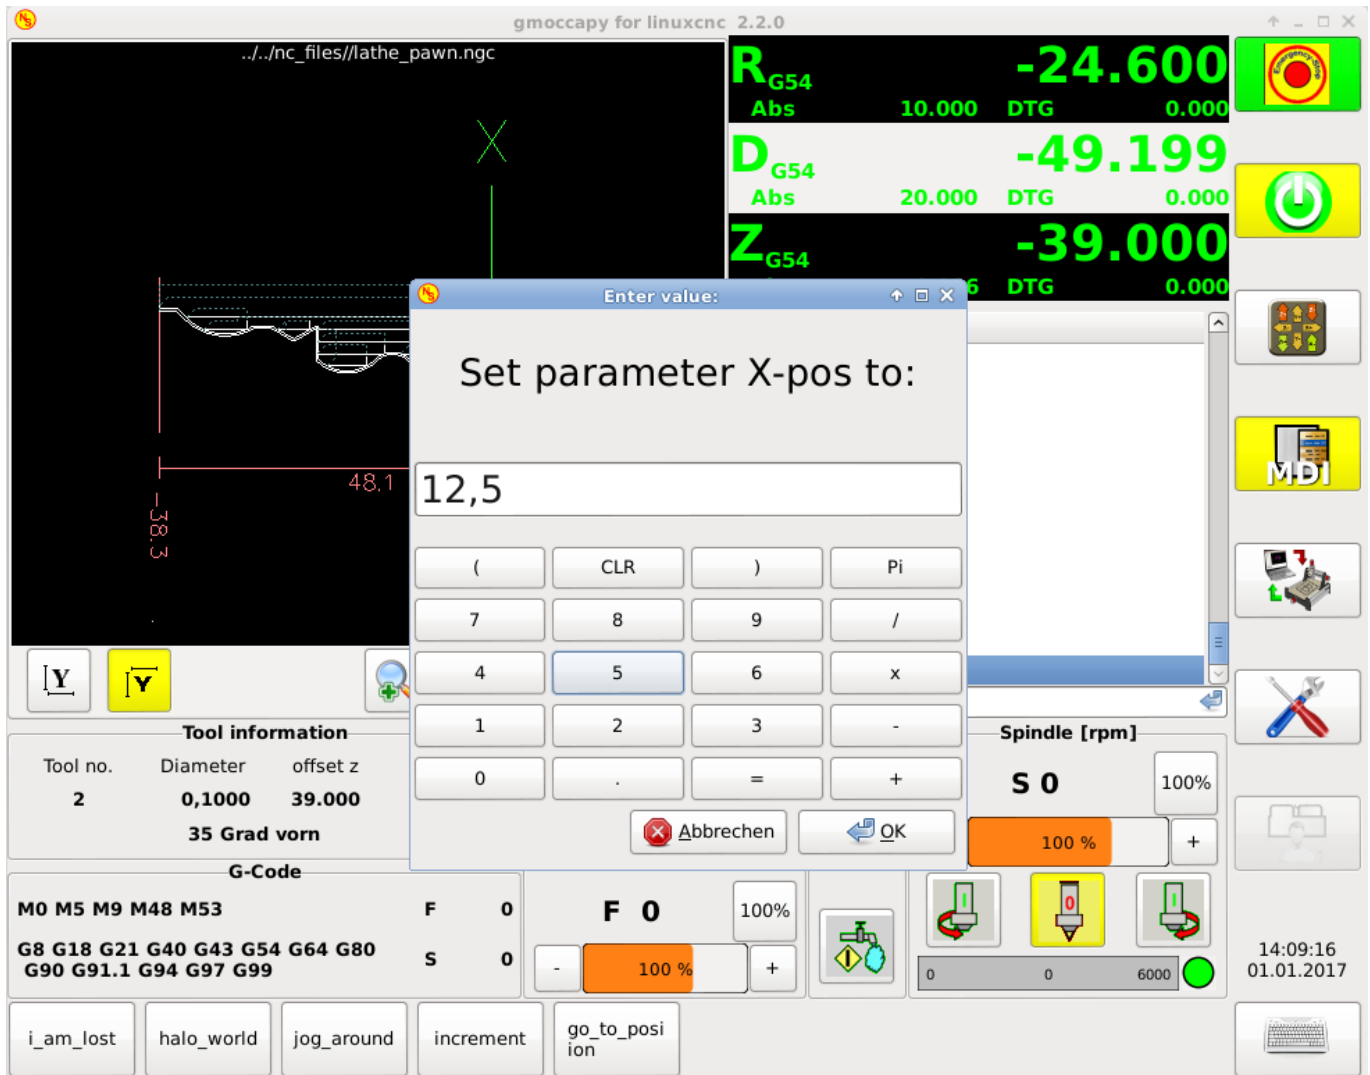 gmoccapy for linuxcnc 2.2.0
../../nc_files//lathe_pawn.ngc
X
48.1
-38.3
R G54 -24.600
Abs 10.000 DTG 0.000
D G54 -49.199
Abs 20.000 DTG 0.000
Z G54 -39.000
6 DTG 0.000
Emergency-Stop
MDI
Enter value:
Set parameter X-pos to:
12,5
( CLR ) Pi
7 8 9 /
4 5 6 x
1 2 3 -
0 . = +
Abbrechen OK
Y Y
Tool information
Tool no. Diameter offset z
2 0,1000 39.000
35 Grad vorn
G-Code
M0 M5 M9 M48 M53
G8 G18 G21 G40 G43 G54 G64 G80
G90 G91.1 G94 G97 G99
F 0
S 0
F 0 100%
- 100 % +
Spindle [rpm]
S 0 100%
100 % +
I 0 I
0 0 6000
14:09:16
01.01.2017
i_am_lost
halo_world
jog_around
increment
go_to_posi
ion